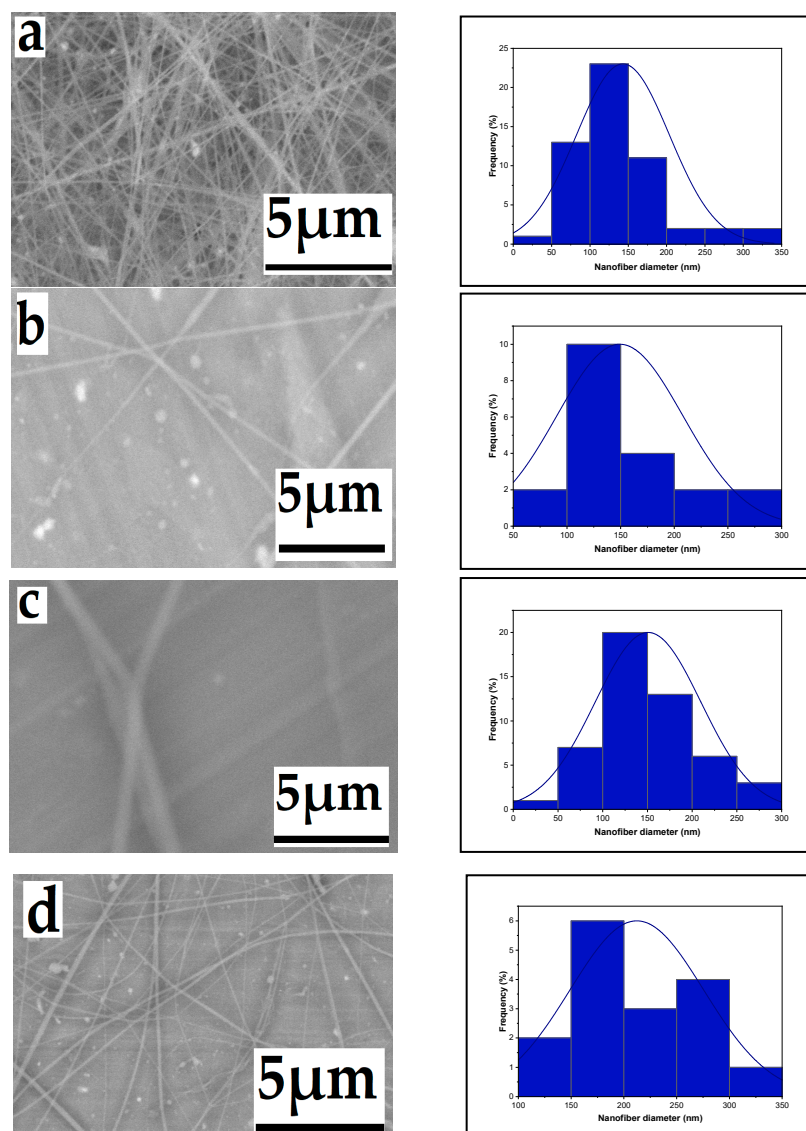 a
5μm
25
20
15
10
5
0
Frequency (%)
0 50 100 150 200 250 300 350
Nanofiber diameter (nm)
b
5μm
10
8
6
4
2
0
Frequency (%)
50 100 150 200 250 300
Nanofiber diameter (nm)
c
5μm
20
15
10
5
0
Frequency (%)
0 50 100 150 200 250 300
Nanofiber diameter (nm)
d
5μm
6
5
4
3
2
1
0
Frequency (%)
100 150 200 250 300 350
Nanofiber diameter (nm)